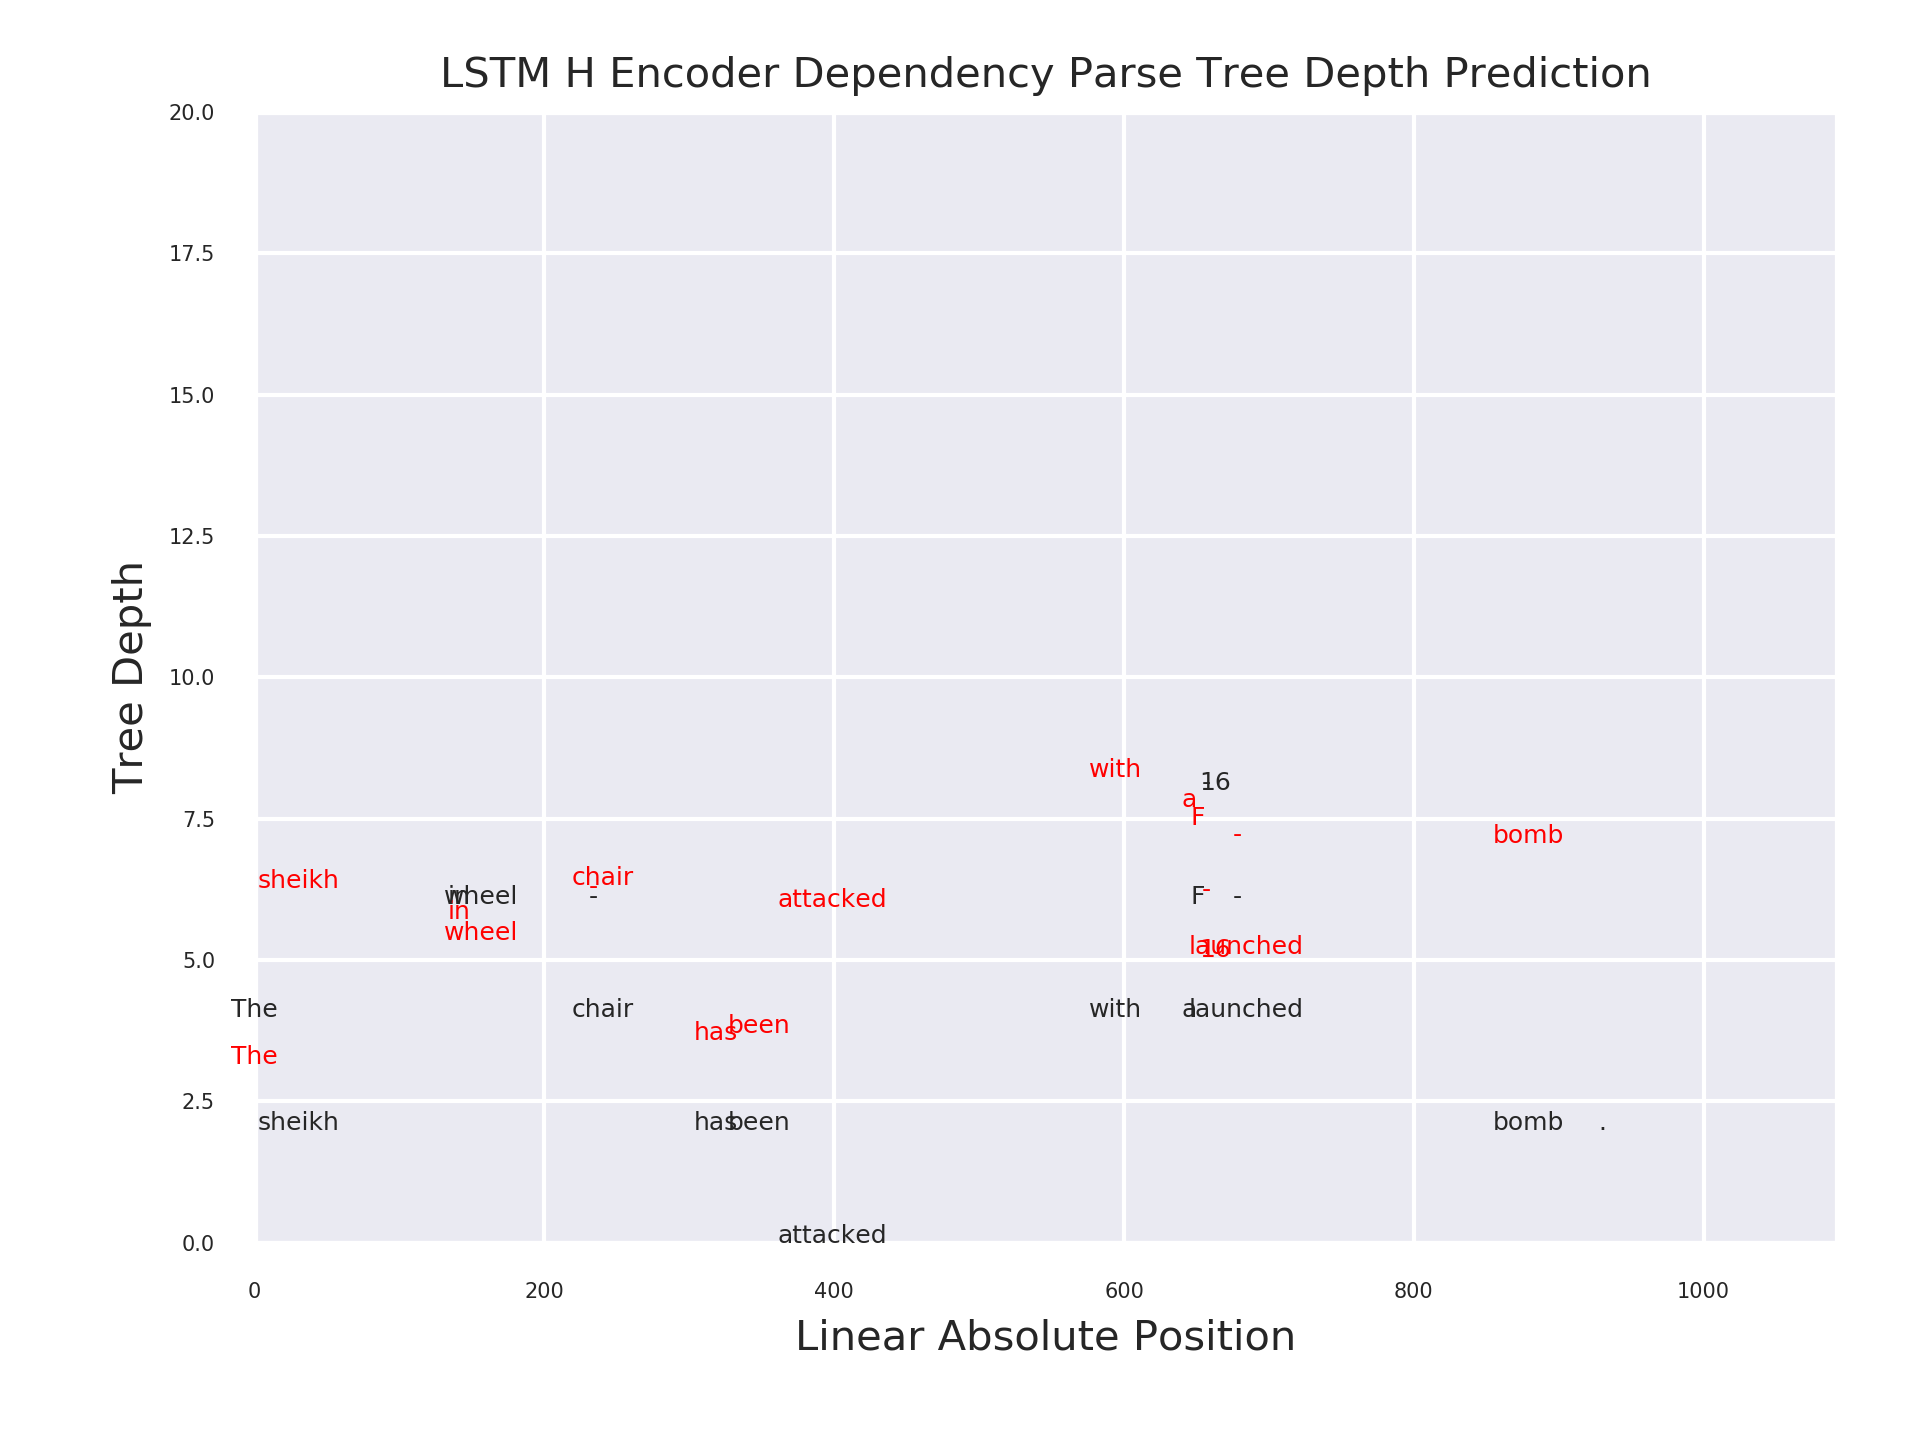 LSTM H Encoder Dependency Parse Tree Depth Prediction
20.0
17.5
15.0
12.5
10.0
7.5
5.0
2.5
0.0
Tree Depth
with
16
-
a
F
-
bomb
sheikh
chair
-
wheel
in
-
attacked
F
-
-
in
wheel
launched
16
The
chair
with
a
launched
been
has
The
sheikh
has
been
bomb
.
attacked
0
200
400
600
800
1000
Linear Absolute Position